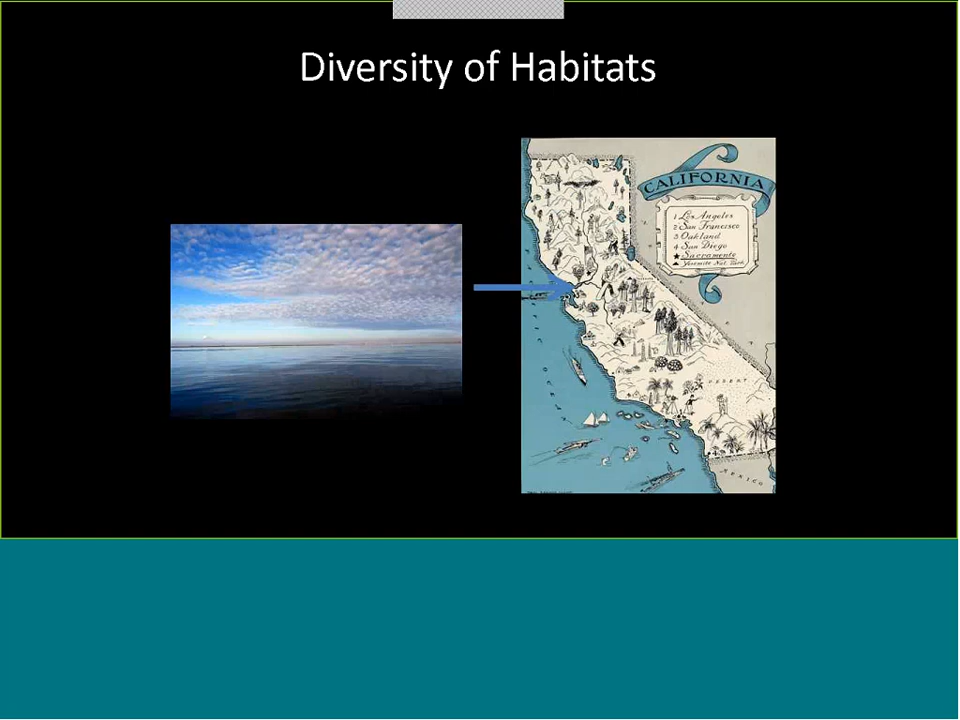 Diversity of Habitats
CALIFORNIA
1 Los Angeles
2 San Francisco
3 Oakland
4 San Diego
Sacramento
Yosemite Nat. Park
DESERT
MEXICO